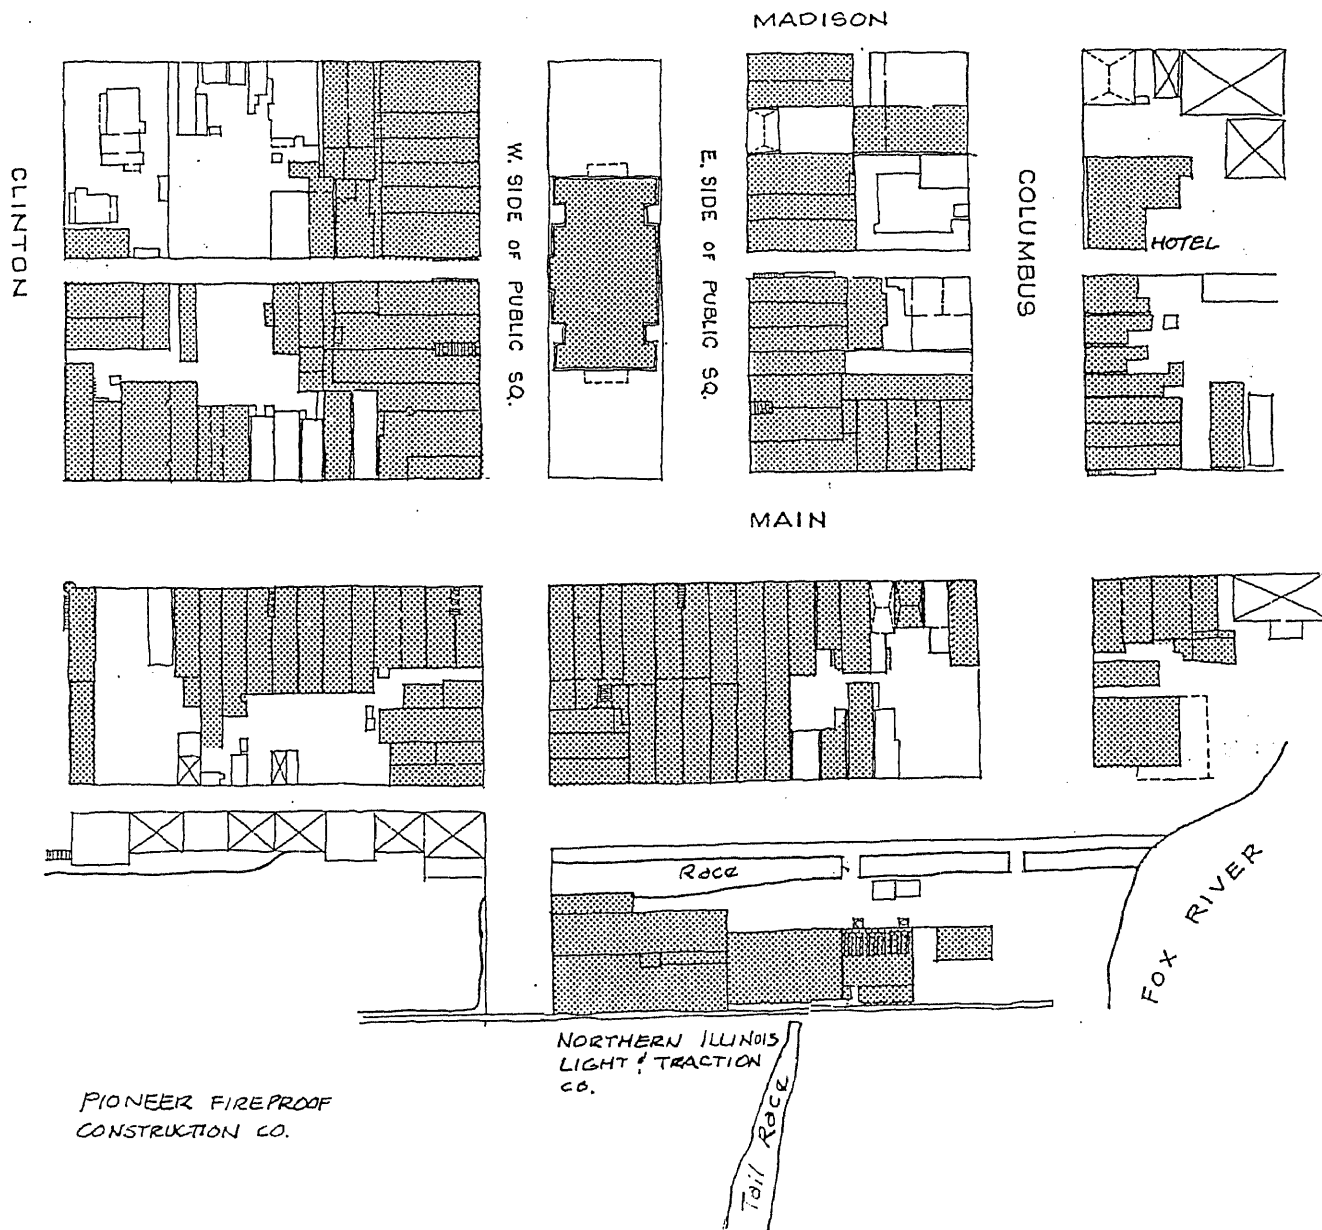 MADISON
CLINTON
W. SIDE OF PUBLIC SQ.
E. SIDE OF PUBLIC SQ.
COLUMBUS
HOTEL
MAIN
Race
FOX RIVER
NORTHERN ILLINOIS
LIGHT & TRACTION
CO.
PIONEER FIREPROOF
CONSTRUCTION CO.
Tail Race